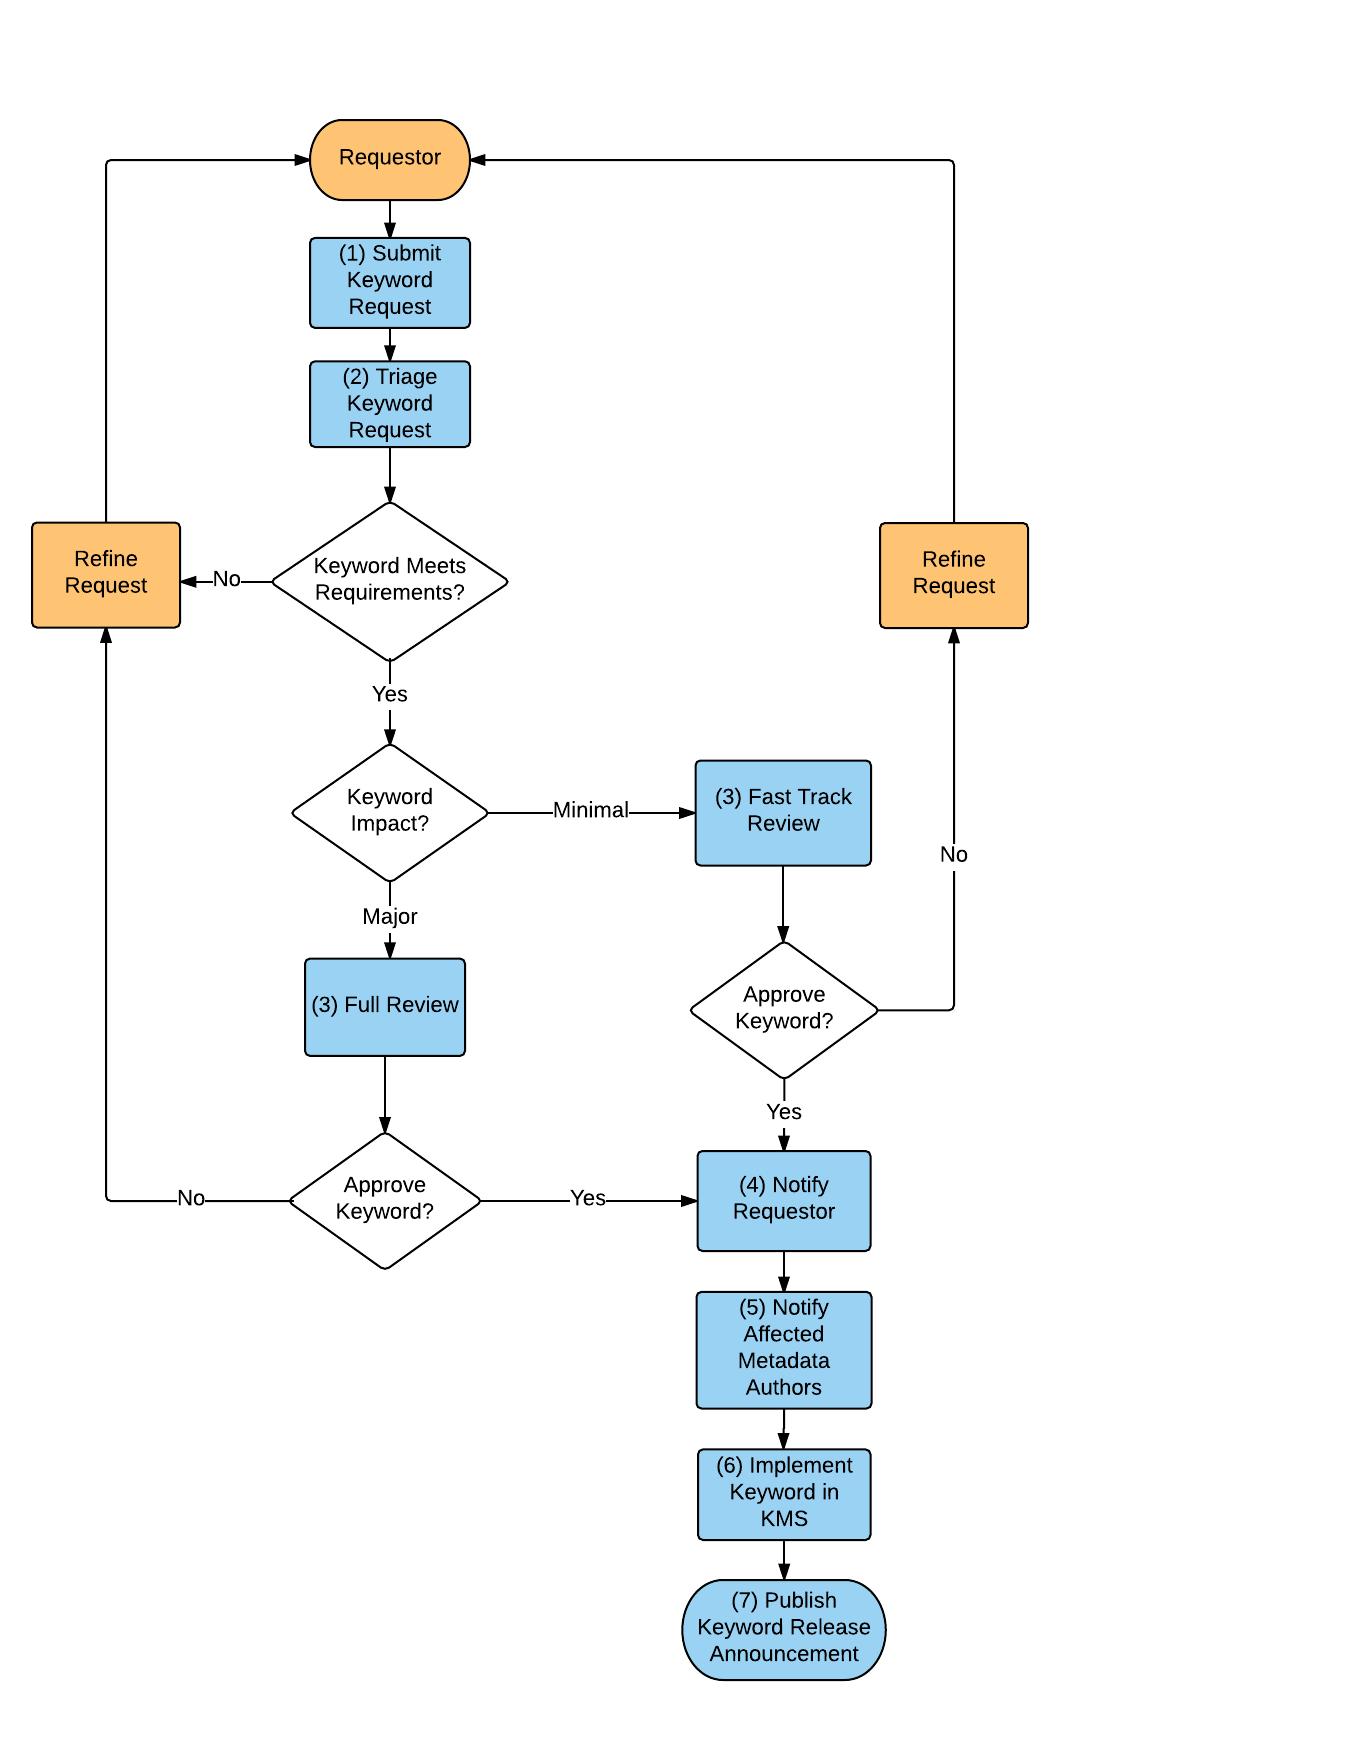 Requestor
(1) Submit
Keyword
Request
(2) Triage
Keyword
Request
Keyword Meets
Requirements?
No
Refine
Request
Refine
Request
Yes
Keyword
Impact?
Minimal
(3) Fast Track
Review
No
Major
(3) Full Review
Approve
Keyword?
Yes
Approve
Keyword?
No
Yes
(4) Notify
Requestor
(5) Notify
Affected
Metadata
Authors
(6) Implement
Keyword in
KMS
(7) Publish
Keyword Release
Announcement